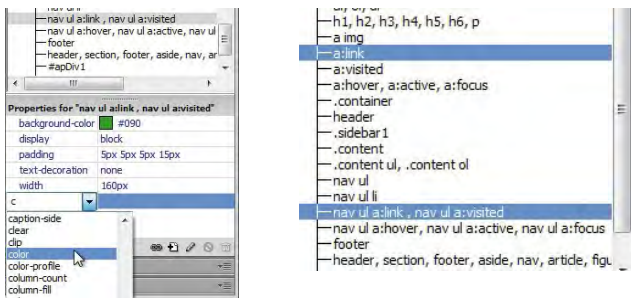 nav ul a:link , nav ul a:visited
nav ul a:hover, nav ul a:active, nav ul
footer
header, section, footer, aside, nav, ar
#apDiv1
Properties for "nav ul a:link , nav ul a:visited"
background-color #090
display block
padding 5px 5px 5px 15px
text-decoration none
width 160px
c
caption-side
clear
clip
color
color-profile
column-count
column-fill
h1, h2, h3, h4, h5, h6, p
a img
a:link
a:visited
a:hover, a:active, a:focus
.container
header
.sidebar1
.content
.content ul, .content ol
nav ul
nav ul li
nav ul a:link , nav ul a:visited
nav ul a:hover, nav ul a:active, nav ul a:focus
footer
header, section, footer, aside, nav, article, figu